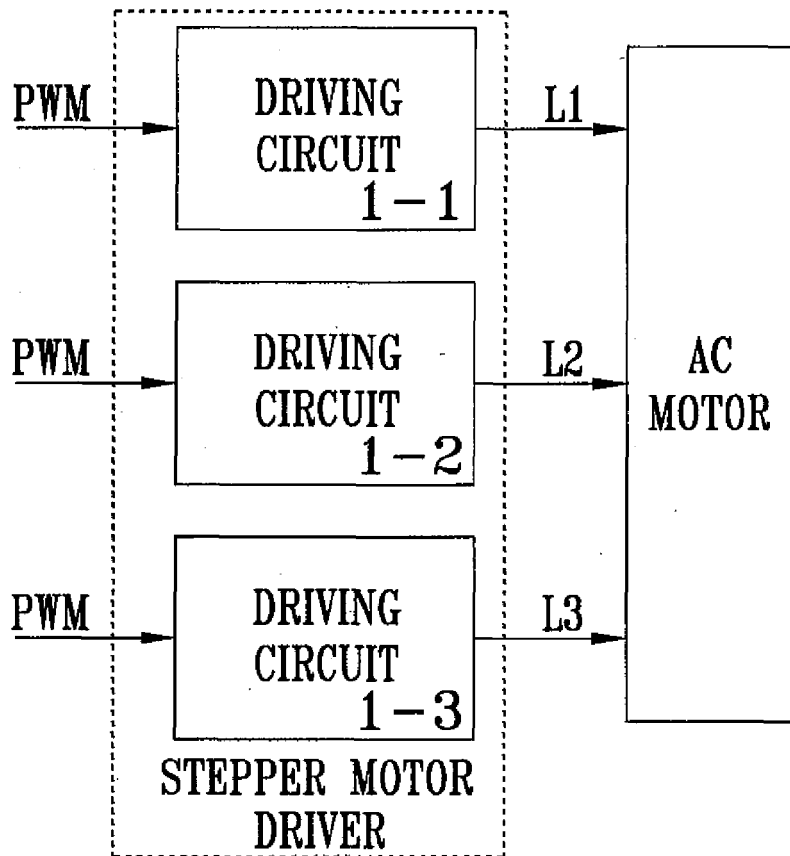 PWM
DRIVING
CIRCUIT
1-1
L1
PWM
DRIVING
CIRCUIT
1-2
L2
AC
MOTOR
PWM
DRIVING
CIRCUIT
1-3
L3
STEPPER MOTOR
DRIVER